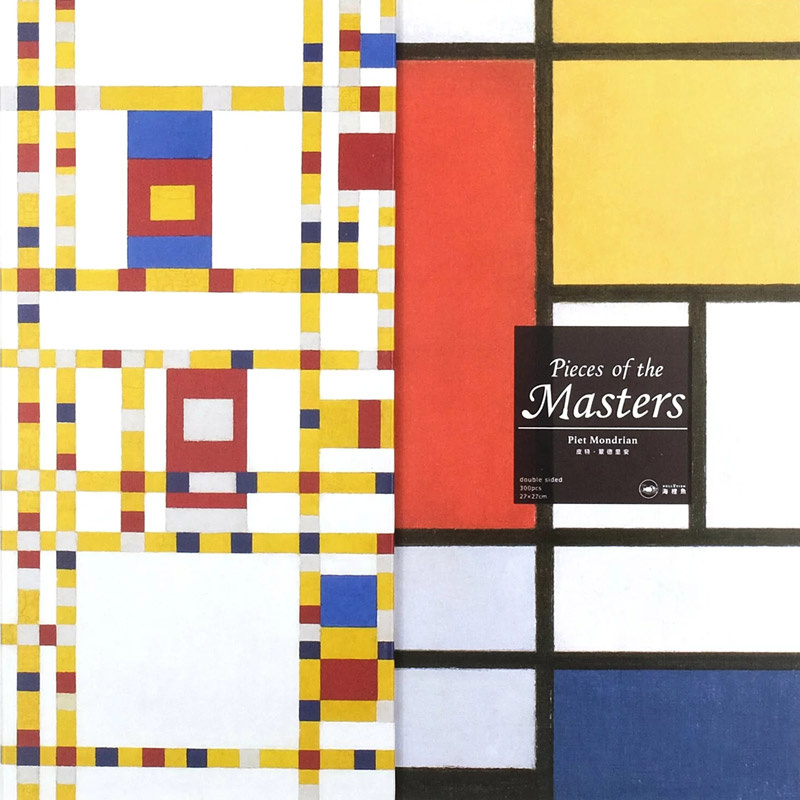 Pieces of the
Masters
Piet Mondrian
皮特·蒙德里安
double sided
300pcs
27×27cm
海橙魚